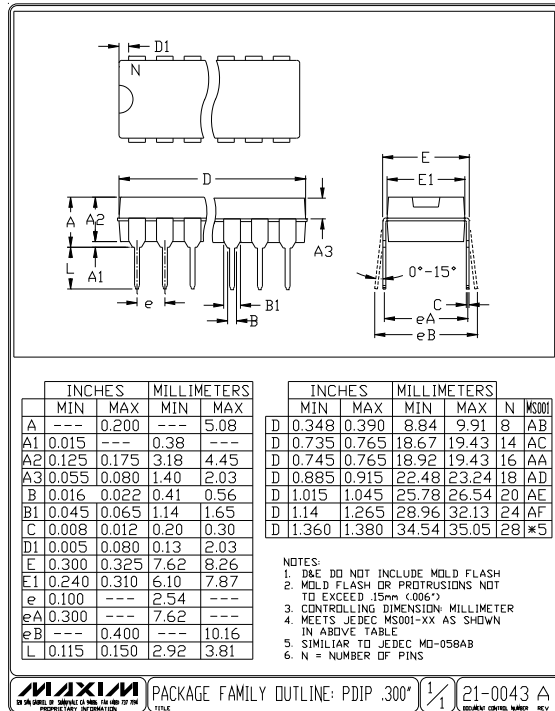 D1
N
D
E
E1
A
A2
A3
L
A1
e
B1
B
0°-15°
C
eA
eB
INCHES MILLIMETERS
MIN MAX MIN MAX
A --- 0.200 --- 5.08
A1 0.015 --- 0.38 ---
A2 0.125 0.175 3.18 4.45
A3 0.055 0.080 1.40 2.03
B 0.016 0.022 0.41 0.56
B1 0.045 0.065 1.14 1.65
C 0.008 0.012 0.20 0.30
D1 0.005 0.080 0.13 2.03
E 0.300 0.325 7.62 8.26
E1 0.240 0.310 6.10 7.87
e 0.100 --- 2.54 ---
eA 0.300 --- 7.62 ---
eB --- 0.400 --- 10.16
L 0.115 0.150 2.92 3.81
INCHES MILLIMETERS
MIN MAX MIN MAX N MS001
D 0.348 0.390 8.84 9.91 8 AB
D 0.735 0.765 18.67 19.43 14 AC
D 0.745 0.765 18.92 19.43 16 AA
D 0.885 0.915 22.48 23.24 18 AD
D 1.015 1.045 25.78 26.54 20 AE
D 1.14 1.265 28.96 32.13 24 AF
D 1.360 1.380 34.54 35.05 28 *5
NOTES:
1. D&E DO NOT INCLUDE MOLD FLASH
2. MOLD FLASH OR PROTRUSIONS NOT
TO EXCEED .15mm (.006")
3. CONTROLLING DIMENSION: MILLIMETER
4. MEETS JEDEC MS001-XX AS SHOWN
IN ABOVE TABLE
5. SIMILIAR TO JEDEC MO-058AB
6. N = NUMBER OF PINS
MAXIM
PROPRIETARY INFORMATION
PACKAGE FAMILY OUTLINE: PDIP .300"
TITLE
1/1
21-0043 A
DOCUMENT CONTROL NUMBER REV